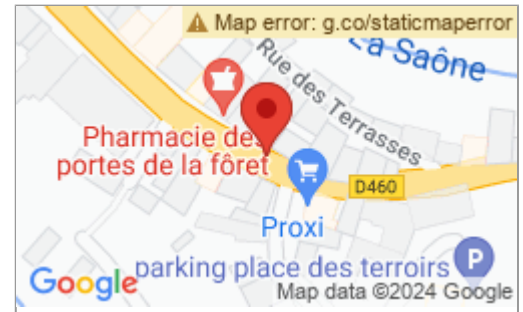 Map error: g.co/staticmaperror
La Saône
Rue des Terrasses
Pharmacie des
portes de la fôret
D460
Proxi
parking place des terroirs
P
Google
Map data ©2024 Google